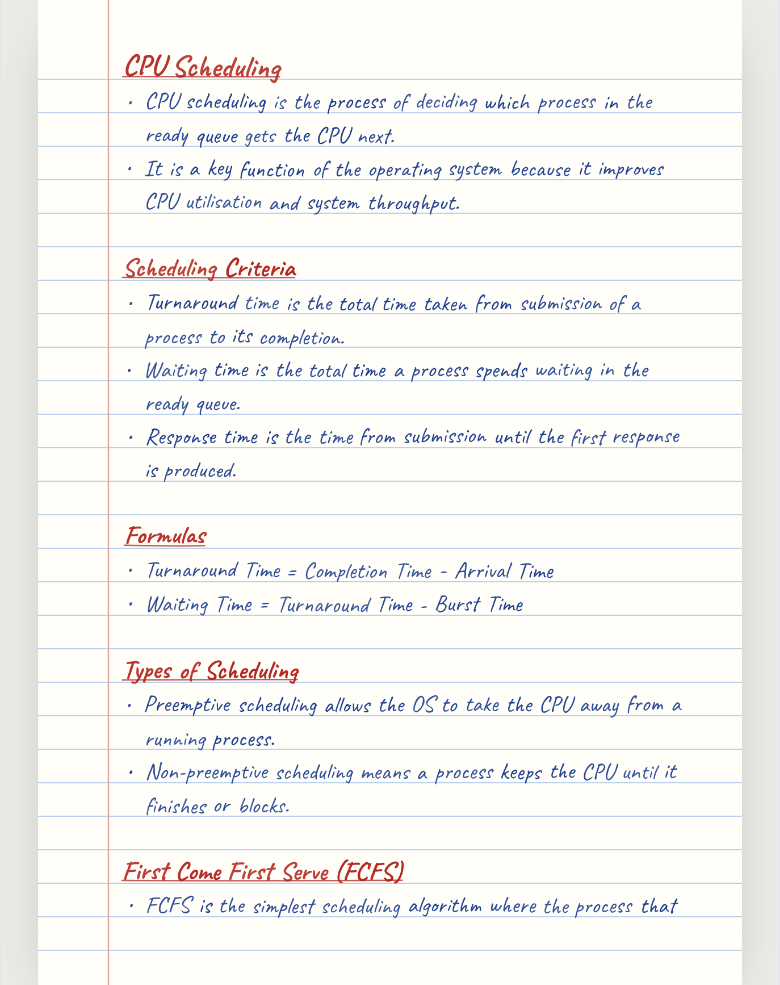 CPU Scheduling
· CPU scheduling is the process of deciding which process in the
ready queue gets the CPU next.
· It is a key function of the operating system because it improves
CPU utilisation and system throughput.
Scheduling Criteria
· Turnaround time is the total time taken from submission of a
process to its completion.
· Waiting time is the total time a process spends waiting in the
ready queue.
· Response time is the time from submission until the first response
is produced.
Formulas
· Turnaround Time = Completion Time - Arrival Time
· Waiting Time = Turnaround Time - Burst Time
Types of Scheduling
· Preemptive scheduling allows the OS to take the CPU away from a
running process.
· Non-preemptive scheduling means a process keeps the CPU until it
finishes or blocks.
First Come First Serve (FCFS)
· FCFS is the simplest scheduling algorithm where the process that